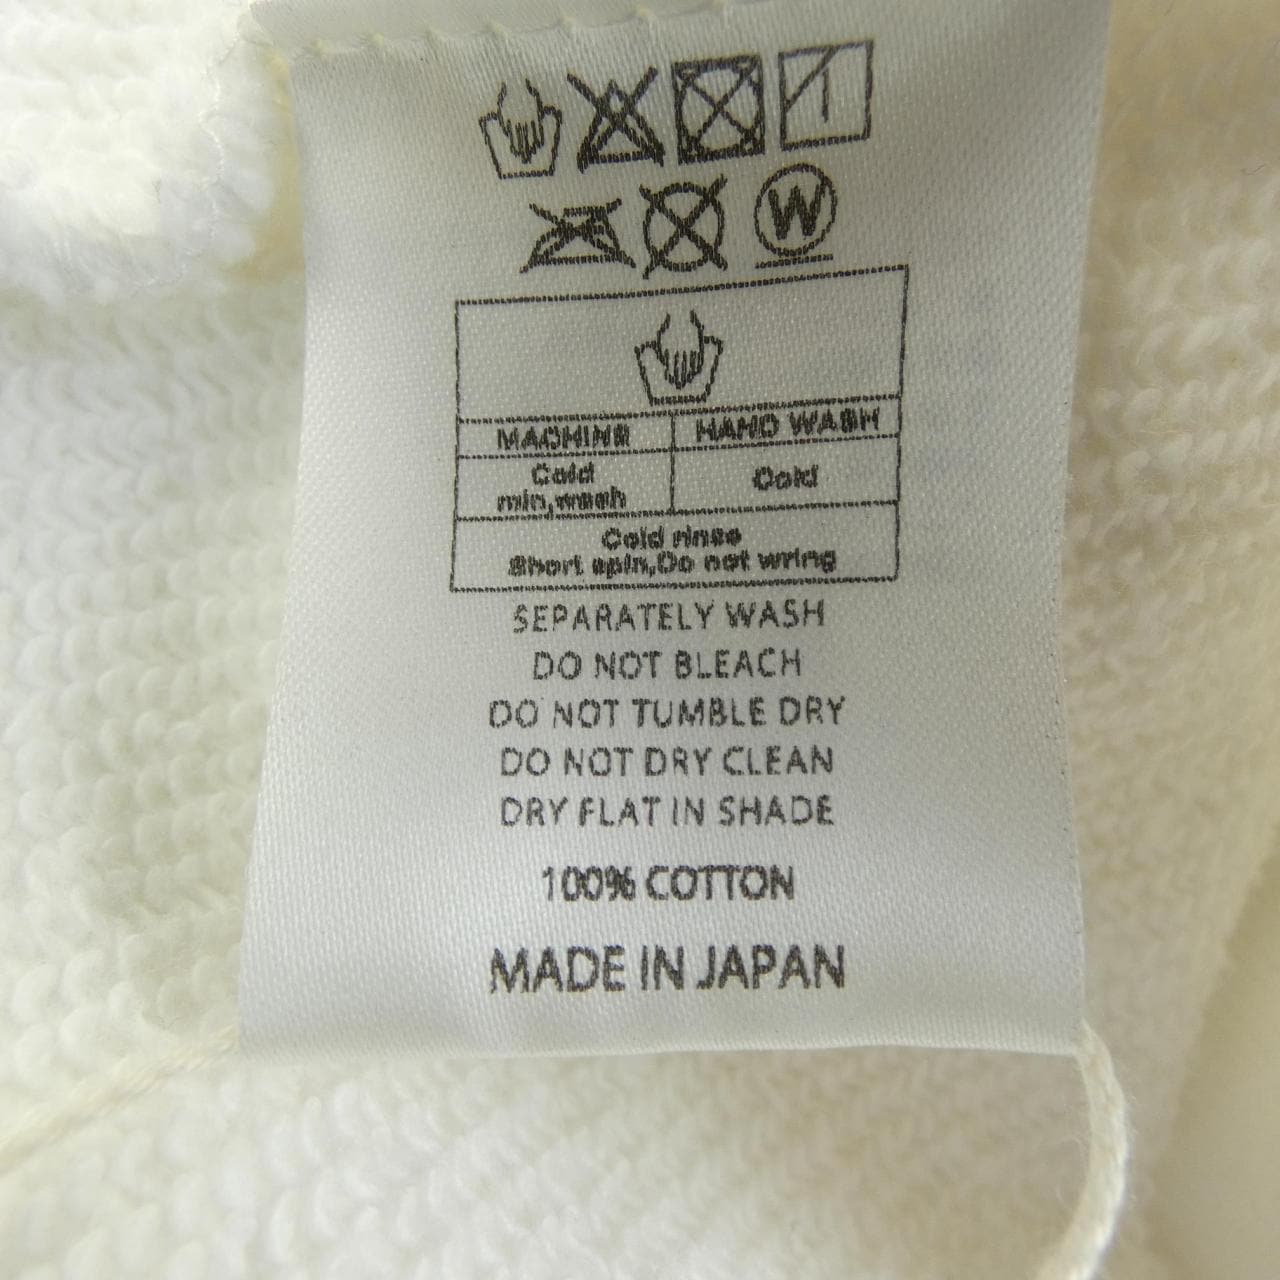 W
MACHINE HAND WASH
Cold Cold
min,wash
Cold rinse
Short spin,Do not wring
SEPARATELY WASH
DO NOT BLEACH
DO NOT TUMBLE DRY
DO NOT DRY CLEAN
DRY FLAT IN SHADE
100% COTTON
MADE IN JAPAN